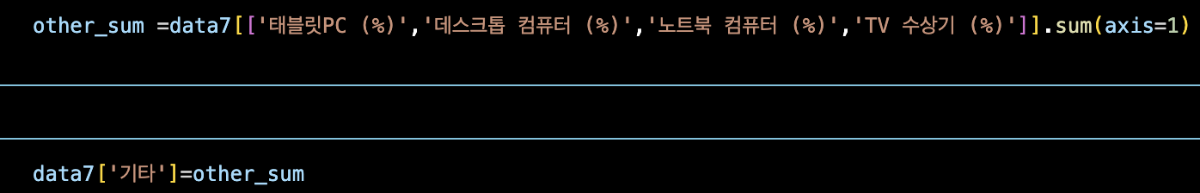 other_sum =data7[['태블릿PC (%)','데스크톱 컴퓨터 (%)','노트북 컴퓨터 (%)','TV 수상기 (%)']].sum(axis=1)
data7['기타']=other_sum